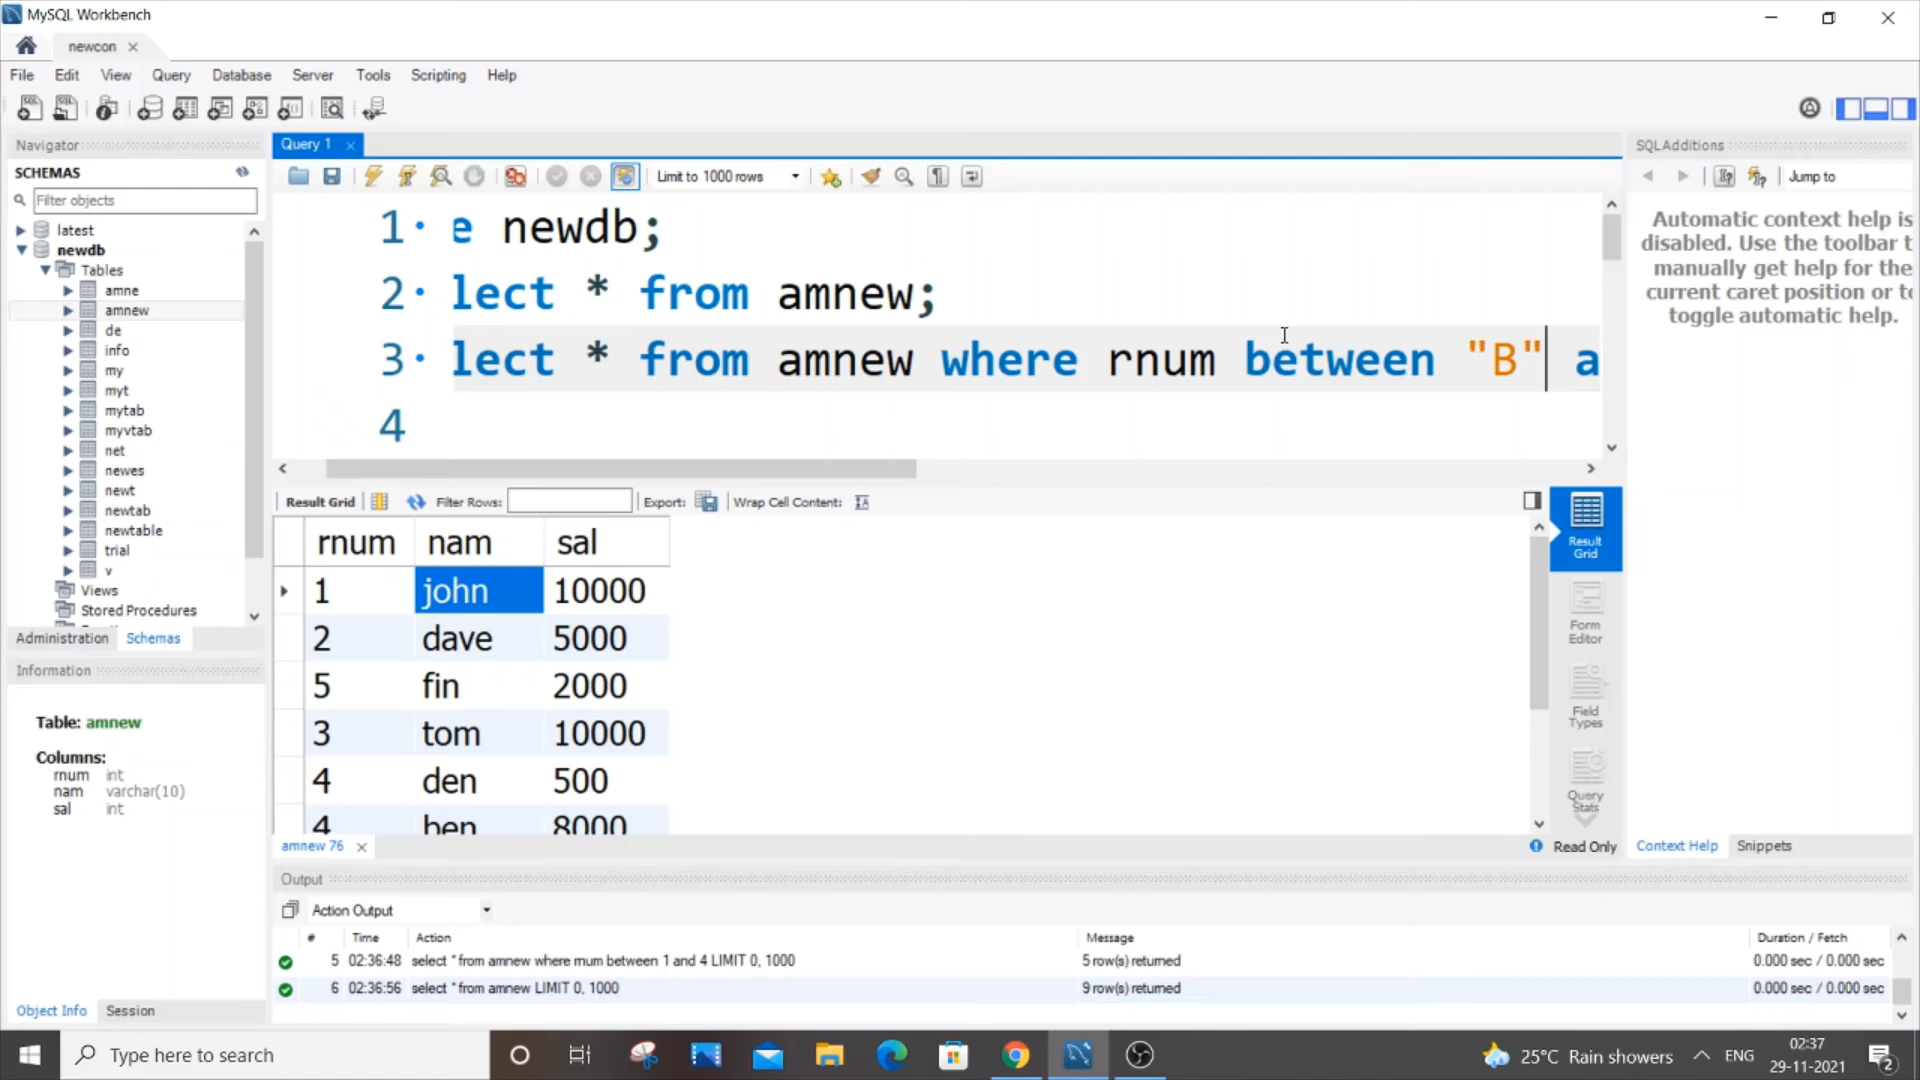 MySQL Workbench
newcon
File Edit View Query Database Server Tools Scripting Help
Navigator
SCHEMAS
Filter objects
latest
newdb
Tables
amne
amnew
de
info
my
myt
mytab
myvtab
net
newes
newt
newtab
newtable
trial
v
Views
Stored Procedures
Administration Schemas
Information
Table: amnew
Columns:
rnum int
nam varchar(10)
sal int
Object Info Session
Query 1
Limit to 1000 rows
1 e newdb;
2 lect * from amnew;
3 lect * from amnew where rnum between "B" a
4
Result Grid Filter Rows: Export: Wrap Cell Content:
rnum nam sal
1 john 10000
2 dave 5000
5 fin 2000
3 tom 10000
4 den 500
4 ben 8000
Result
Grid
Form
Editor
Field
Types
Query
Stats
amnew 76
Read Only
Output
Action Output
# Time Action Message Duration / Fetch
5 02:36:48 select * from amnew where rnum between 1 and 4 LIMIT 0, 1000 5 row(s) returned 0.000 sec / 0.000 sec
6 02:36:56 select * from amnew LIMIT 0, 1000 9 row(s) returned 0.000 sec / 0.000 sec
SQLAdditions
Jump to
Automatic context help is
disabled. Use the toolbar t
manually get help for the
current caret position or to
toggle automatic help.
Context Help Snippets
Type here to search
25°C Rain showers
ENG
02:37
29-11-2021
2